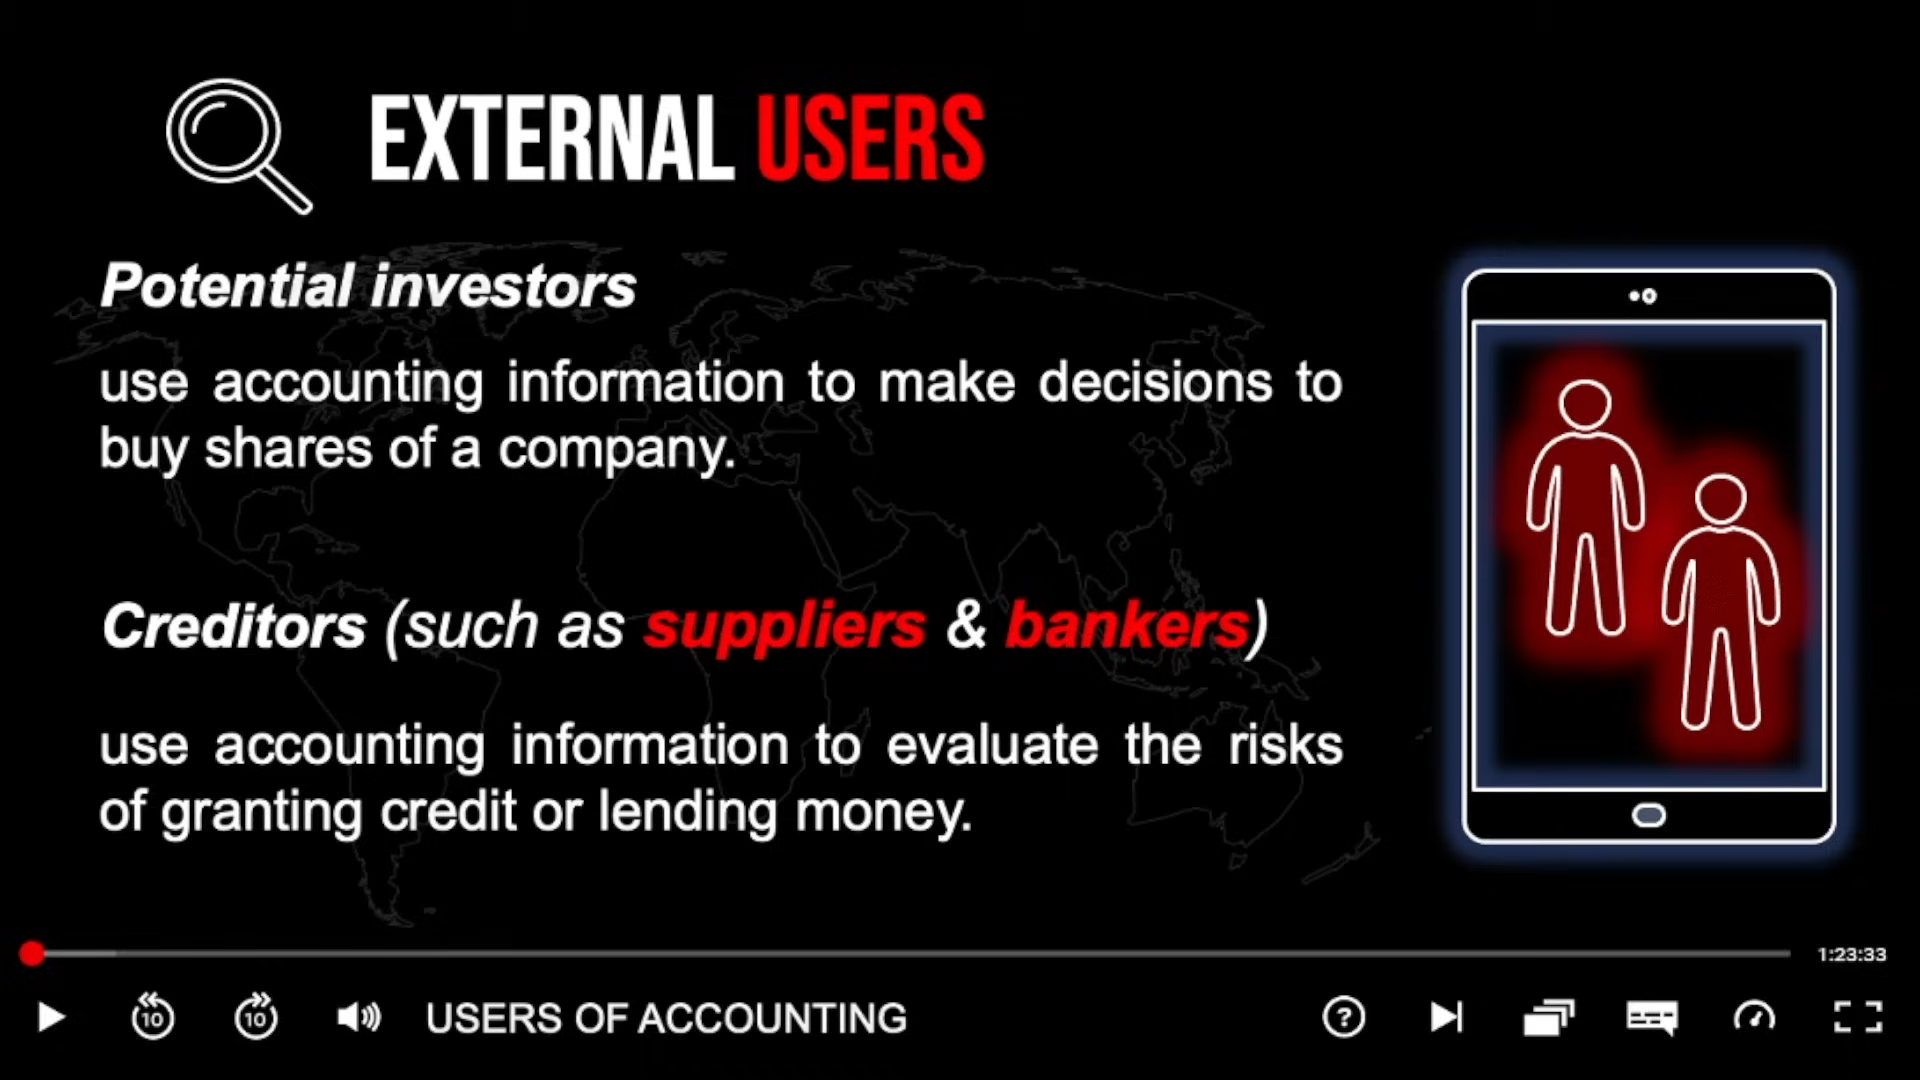 EXTERNAL USERS
Potential investors
use accounting information to make decisions to
buy shares of a company.
Creditors (such as suppliers & bankers)
use accounting information to evaluate the risks
of granting credit or lending money.
1:23:33
10
10
USERS OF ACCOUNTING
?